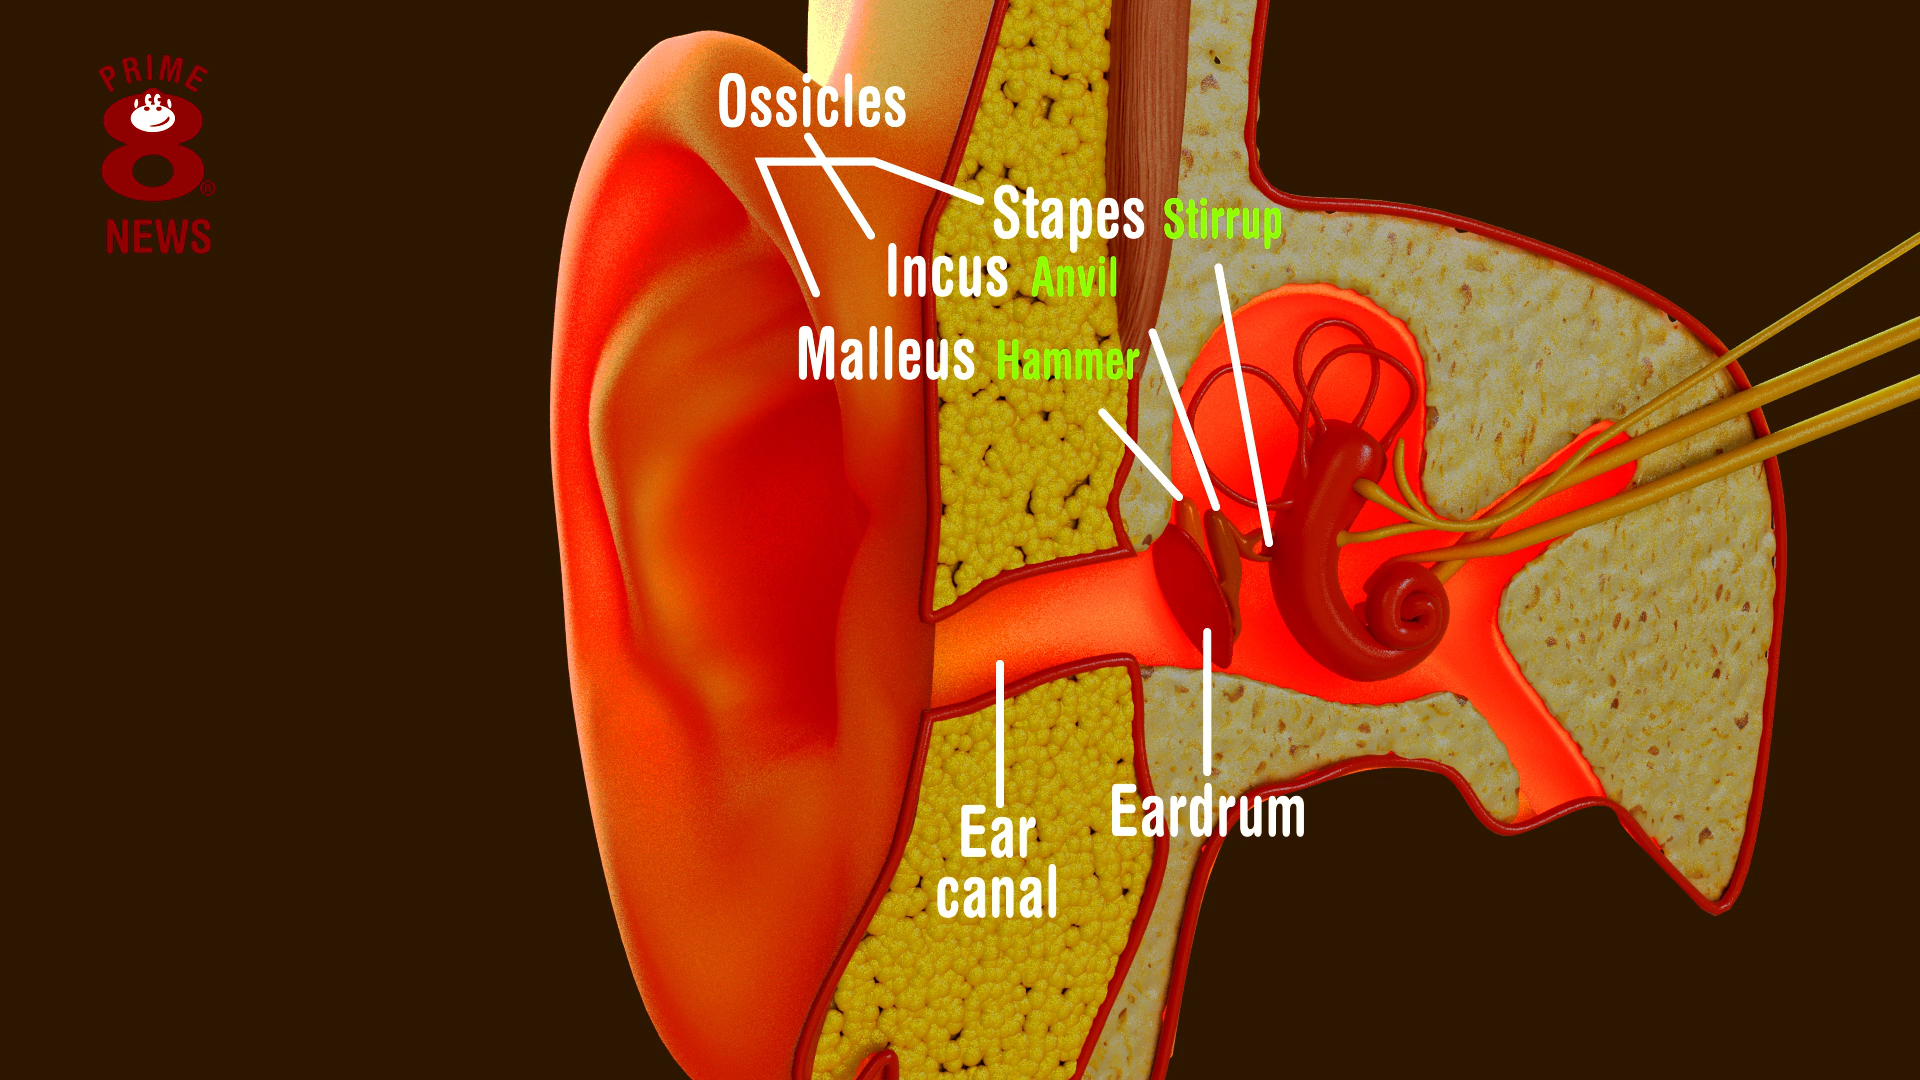 PRIME
8
®
NEWS
Ossicles
Stapes Stirrup
Incus Anvil
Malleus Hammer
Ear
canal
Eardrum